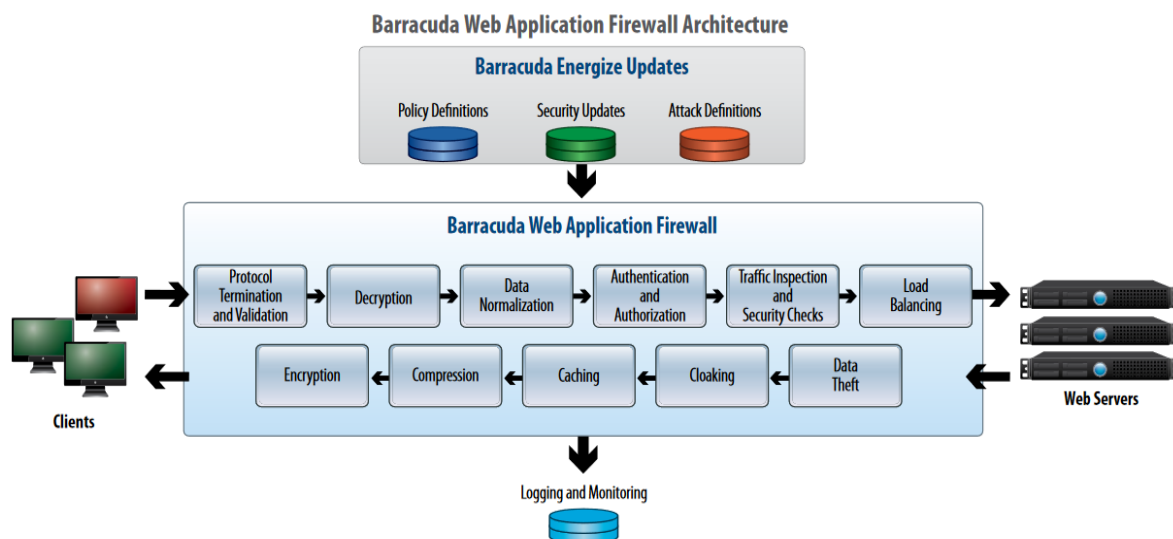 Barracuda Web Application Firewall Architecture
Barracuda Energize Updates
Policy Definitions
Security Updates
Attack Definitions
Barracuda Web Application Firewall
Protocol
Termination
and Validation
Decryption
Data
Normalization
Authentication
and
Authorization
Traffic Inspection
and
Security Checks
Load
Balancing
Encryption
Compression
Caching
Cloaking
Data
Theft
Clients
Web Servers
Logging and Monitoring